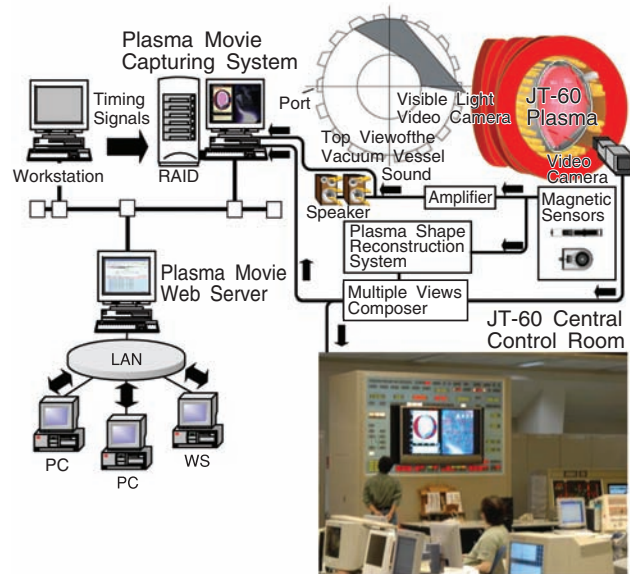 Plasma Movie
Capturing System
Timing
Signals
Workstation
RAID
Port
Visible Light
Video Camera
Top Viewofthe
Vacuum Vessel
Sound
JT-60
Plasma
Video
Camera
Speaker
Amplifier
Magnetic
Sensors
Plasma Shape
Reconstruction
System
Plasma Movie
Web Server
Multiple Views
Composer
JT-60 Central
Control Room
LAN
PC
PC
WS